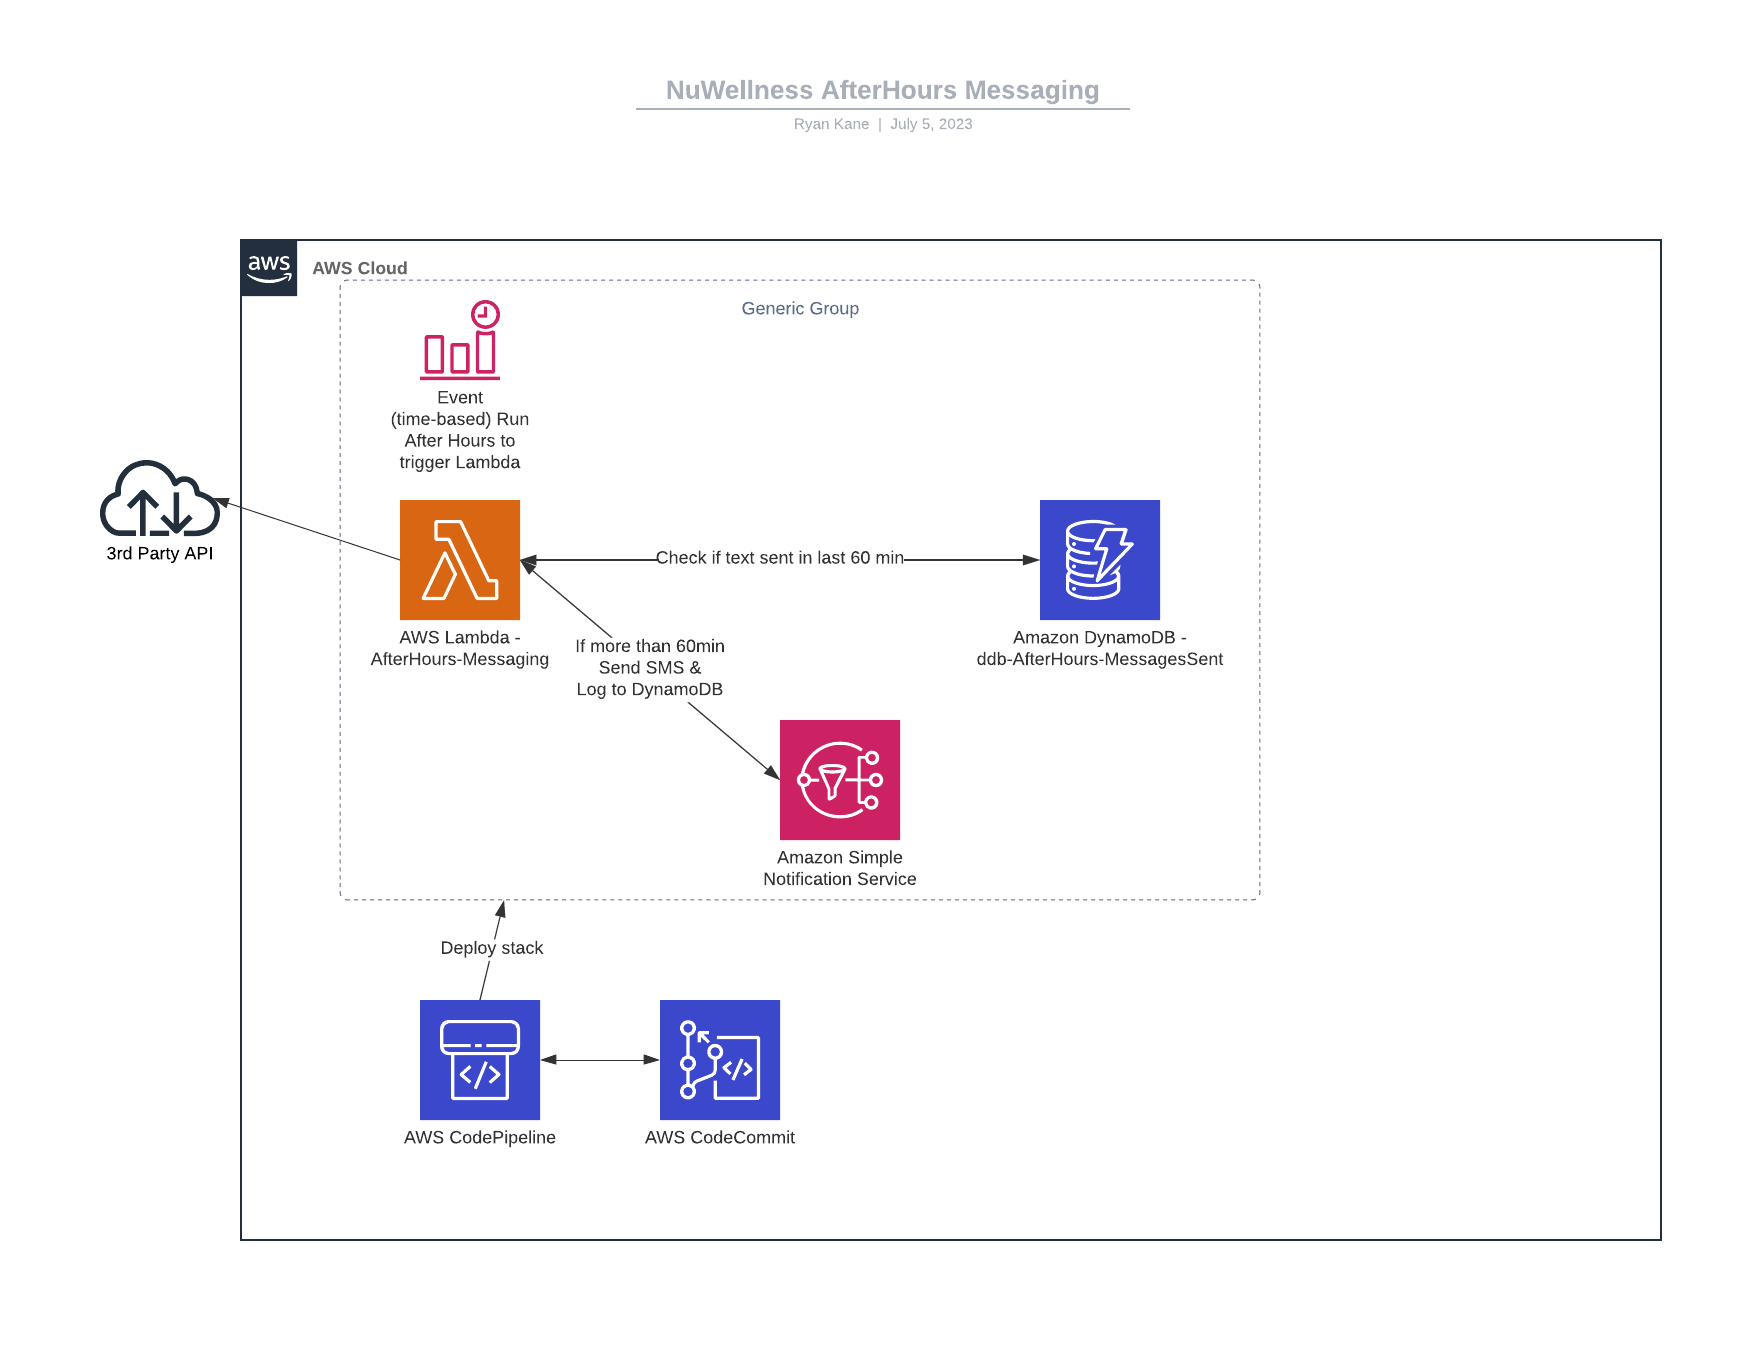 NuWellness AfterHours Messaging
Ryan Kane | July 5, 2023
aws
AWS Cloud
Generic Group
Event
(time-based) Run
After Hours to
trigger Lambda
3rd Party API
Check if text sent in last 60 min
AWS Lambda -
AfterHours-Messaging
If more than 60min
Send SMS &
Log to DynamoDB
Amazon DynamoDB -
ddb-AfterHours-MessagesSent
Amazon Simple
Notification Service
Deploy stack
AWS CodePipeline
AWS CodeCommit